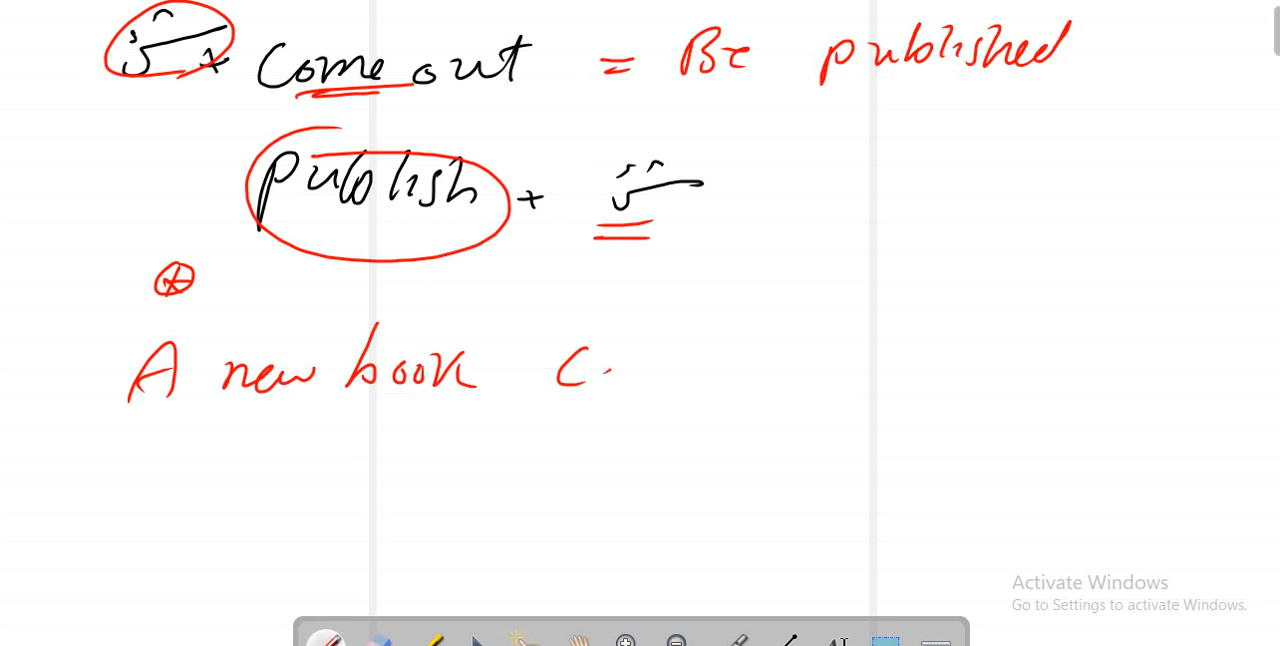 + Come out = Be published
publish +
A new book C
Activate Windows
Go to Settings to activate Windows.